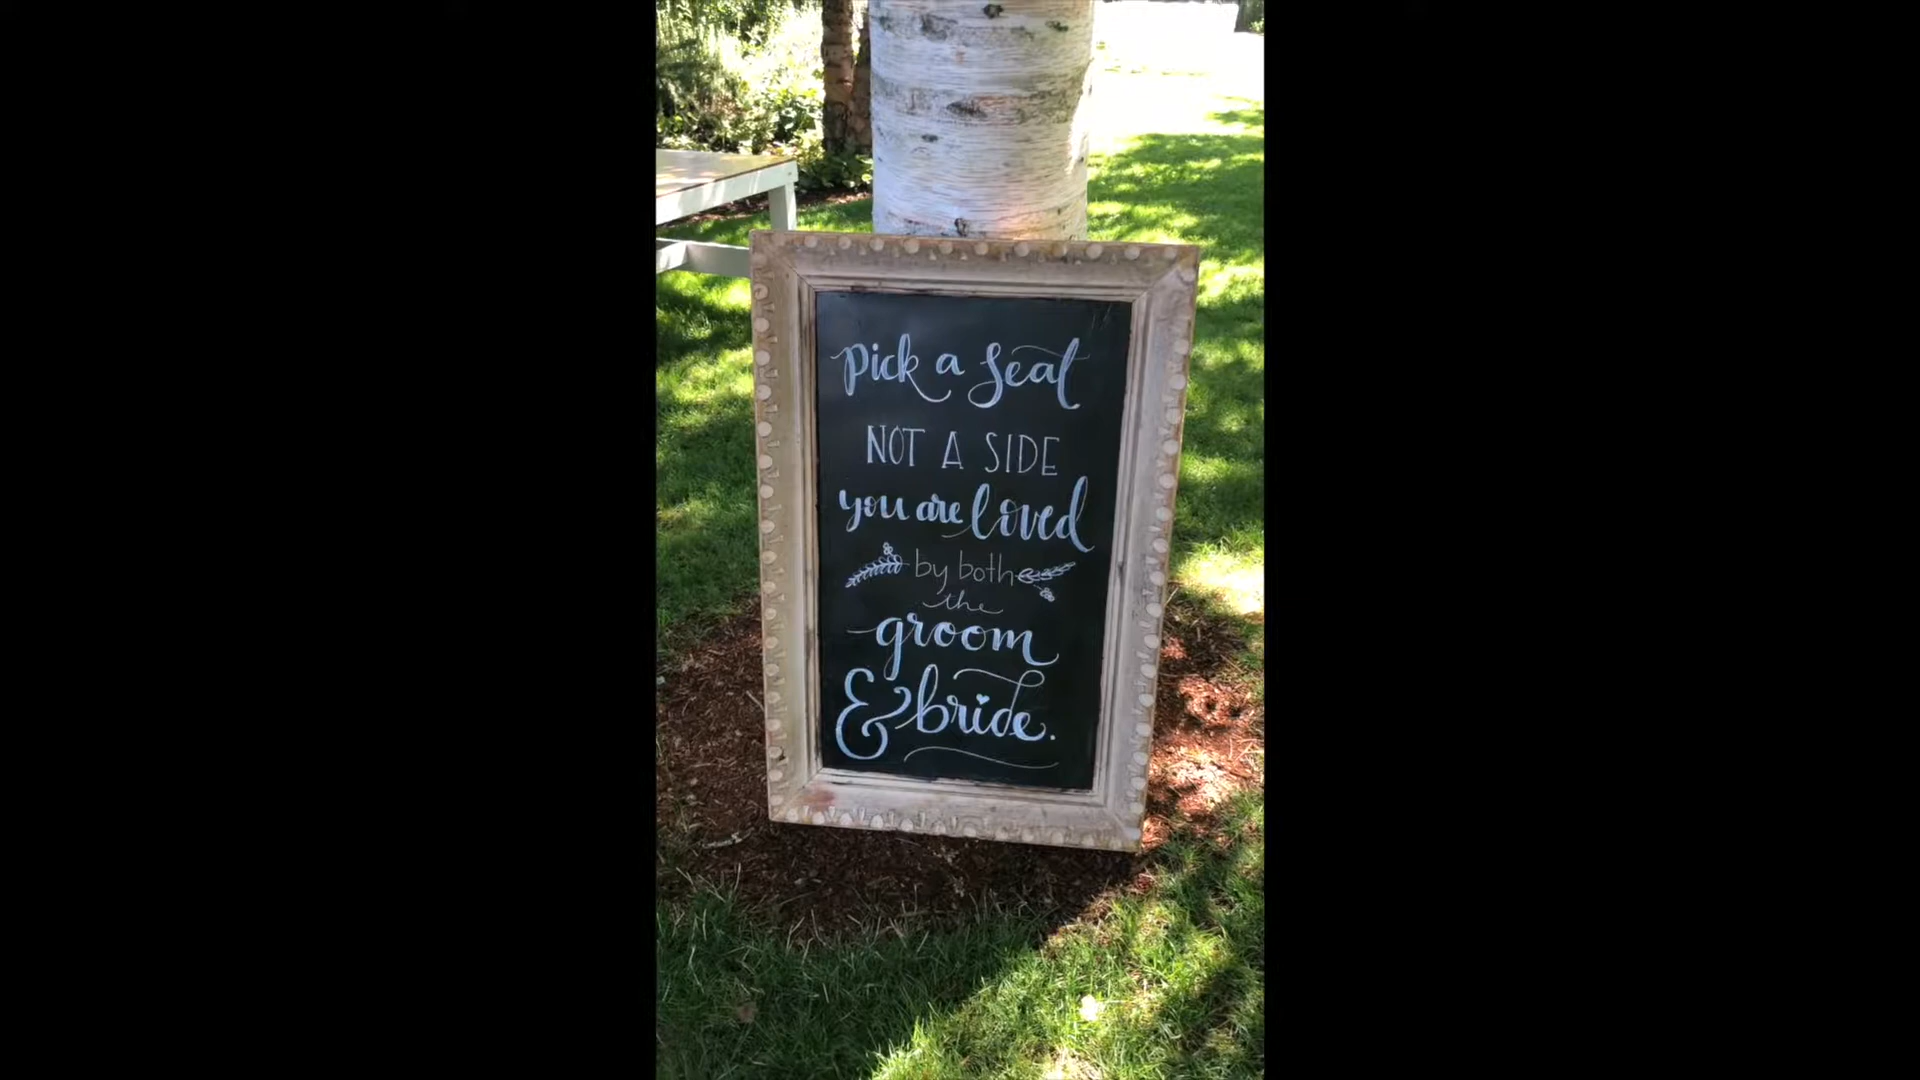 pick a seat
NOT A SIDE
you are loved
by both
the
groom
& bride.